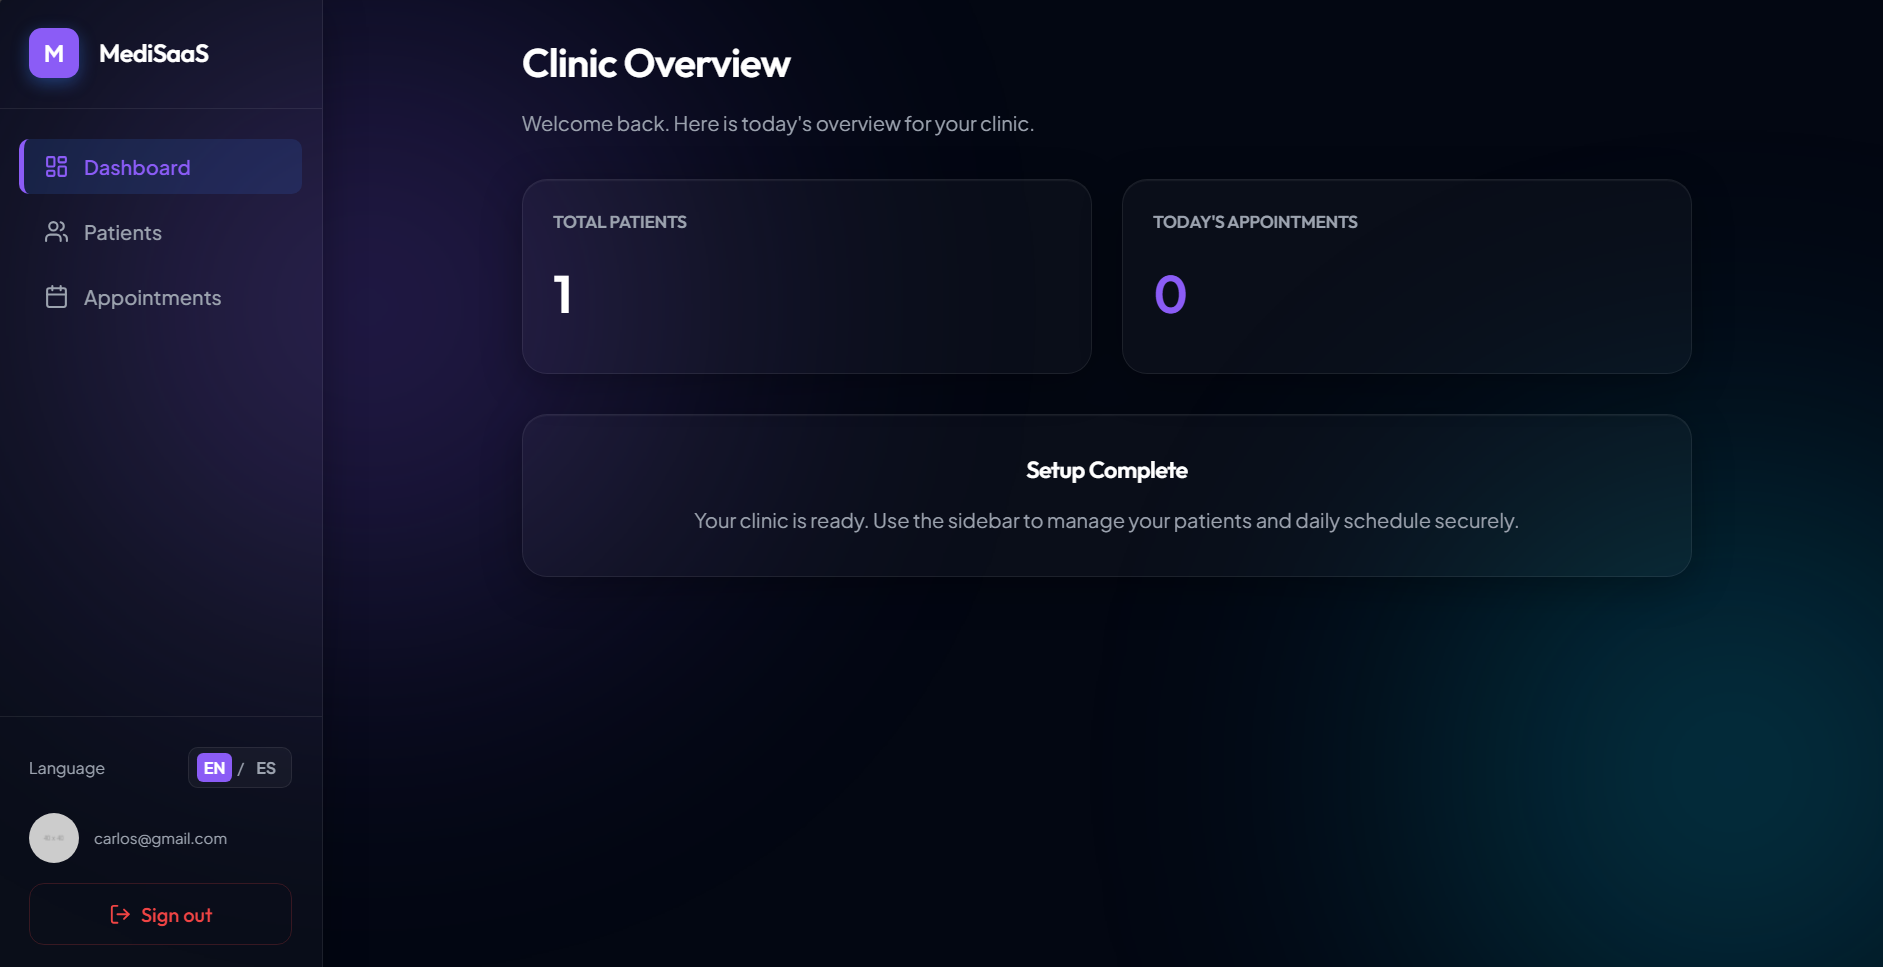 M
MediSaaS
Dashboard
Patients
Appointments
Language
EN / ES
carlos@gmail.com
Sign out
Clinic Overview
Welcome back. Here is today's overview for your clinic.
TOTAL PATIENTS
1
TODAY'S APPOINTMENTS
0
Setup Complete
Your clinic is ready. Use the sidebar to manage your patients and daily schedule securely.